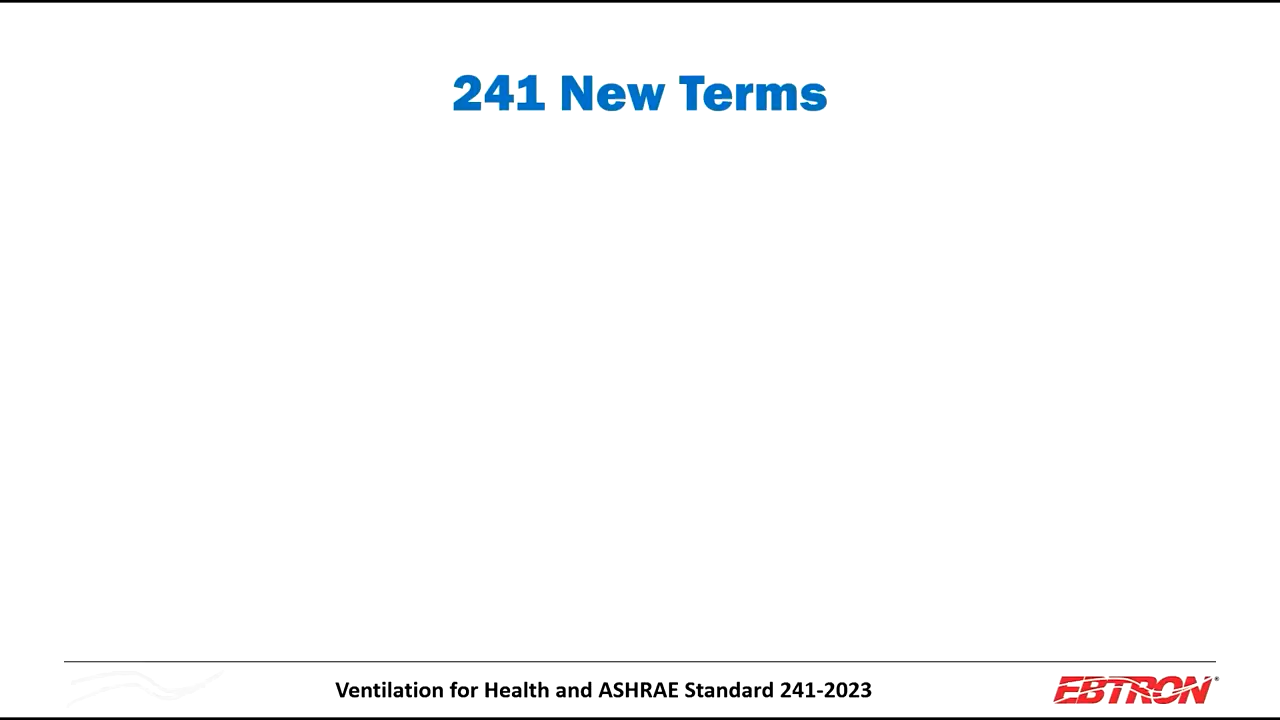 241 New Terms
Ventilation for Health and ASHRAE Standard 241-2023
EBTRON®